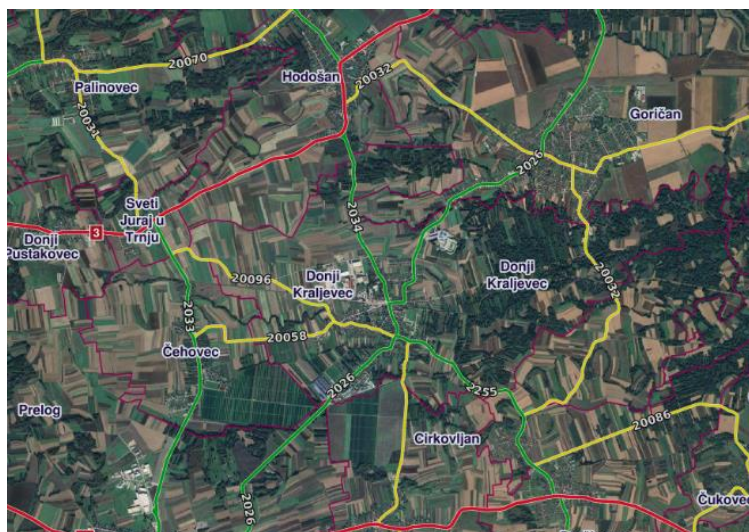 20070
Palinovec
20031
Hodošan
20032
Goričan
2026
Sveti
Juraj u
Trnju
3
Donji
Pustakovec
2034
20096
Donji
Kraljevec
Donji
Kraljevec
20032
2033
20058
Čehovec
2026
2255
Prelog
Cirkovljan
20086
2026
Čukovec